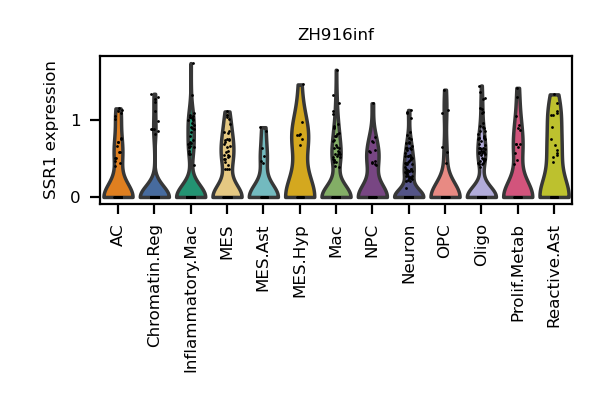 ZH916inf
SSR1 expression
1
0
AC
Chromatin.Reg
Inflammatory.Mac
MES
MES.Ast
MES.Hyp
Mac
NPC
Neuron
OPC
Oligo
Prolif.Metab
Reactive.Ast